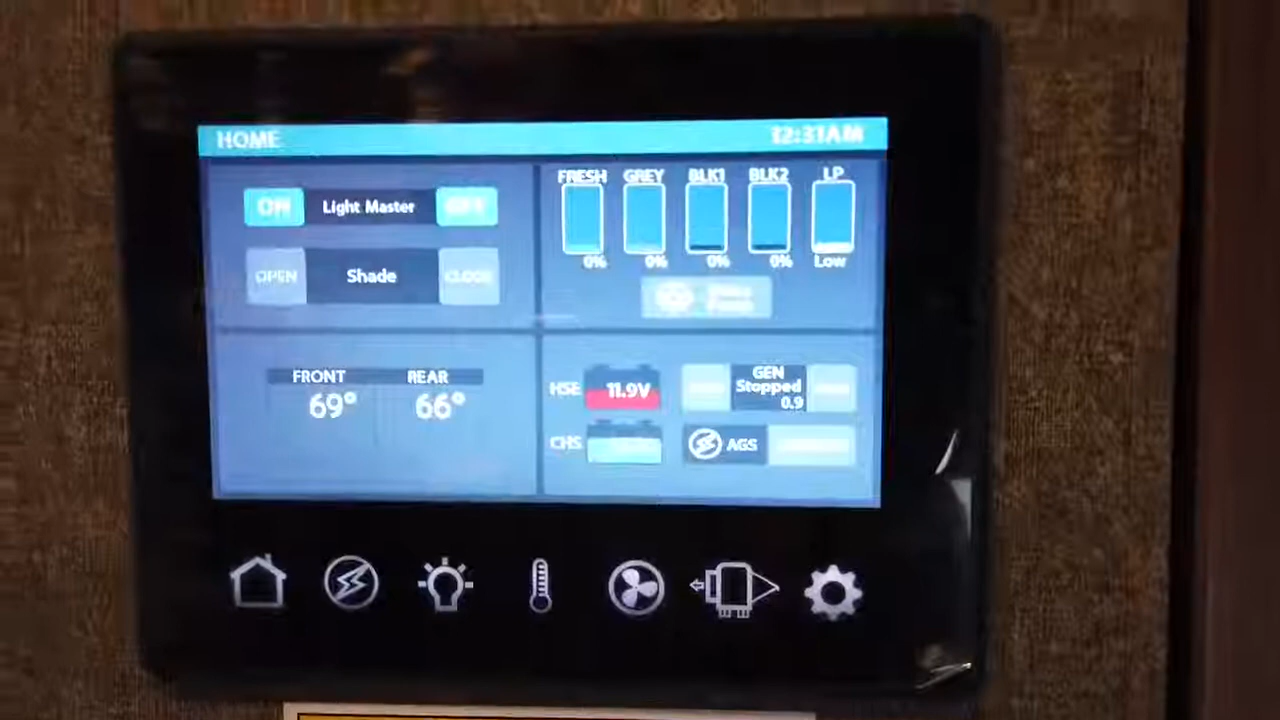 HOME
12:31AM
ON Light Master OFF
OPEN Shade CLOSE
FRESH GREY BLK1 BLK2 LP
0% 0% 0% 0% Low
FRONT REAR
69° 66°
HSE 11.9V
GEN
Stopped
0.9
CHS
AGS